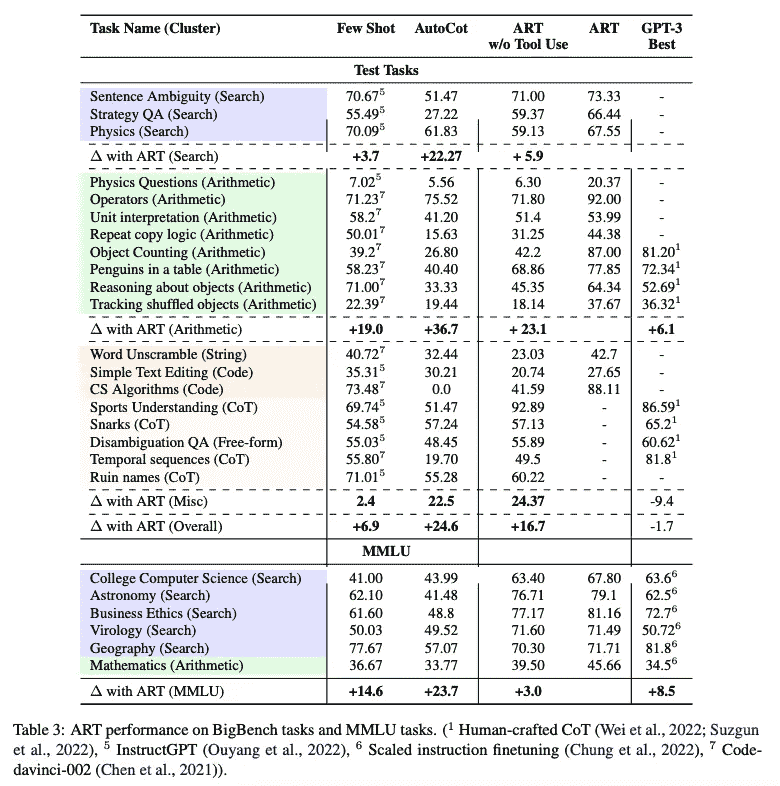 Task Name (Cluster) Few Shot AutoCot ART w/o Tool Use ART GPT-3 Best
Test Tasks
Sentence Ambiguity (Search) 70.67⁵ 51.47 71.00 73.33 -
Strategy QA (Search) 55.49⁵ 27.22 59.37 66.44 -
Physics (Search) 70.09⁵ 61.83 59.13 67.55 -
Δ with ART (Search) +3.7 +22.27 + 5.9
Physics Questions (Arithmetic) 7.02⁵ 5.56 6.30 20.37 -
Operators (Arithmetic) 71.23⁷ 75.52 71.80 92.00 -
Unit interpretation (Arithmetic) 58.2⁷ 41.20 51.4 53.99 -
Repeat copy logic (Arithmetic) 50.01⁷ 15.63 31.25 44.38 -
Object Counting (Arithmetic) 39.2⁷ 26.80 42.2 87.00 81.20¹
Penguins in a table (Arithmetic) 58.23⁷ 40.40 68.86 77.85 72.34¹
Reasoning about objects (Arithmetic) 71.00⁷ 33.33 45.35 64.34 52.69¹
Tracking shuffled objects (Arithmetic) 22.39⁷ 19.44 18.14 37.67 36.32¹
Δ with ART (Arithmetic) +19.0 +36.7 + 23.1 +6.1
Word Unscramble (String) 40.72⁷ 32.44 23.03 42.7 -
Simple Text Editing (Code) 35.31⁵ 30.21 20.74 27.65 -
CS Algorithms (Code) 73.48⁷ 0.0 41.59 88.11 -
Sports Understanding (CoT) 69.74⁵ 51.47 92.89 - 86.59¹
Snarks (CoT) 54.58⁵ 57.24 57.13 - 65.2¹
Disambiguation QA (Free-form) 55.03⁵ 48.45 55.89 - 60.62¹
Temporal sequences (CoT) 55.80⁷ 19.70 49.5 - 81.8¹
Ruin names (CoT) 71.01⁵ 55.28 60.22 - -
Δ with ART (Misc) 2.4 22.5 24.37 -9.4
Δ with ART (Overall) +6.9 +24.6 +16.7 -1.7
MMLU
College Computer Science (Search) 41.00 43.99 63.40 67.80 63.6⁶
Astronomy (Search) 62.10 41.48 76.71 79.1 62.5⁶
Business Ethics (Search) 61.60 48.8 77.17 81.16 72.7⁶
Virology (Search) 50.03 49.52 71.60 71.49 50.72⁶
Geography (Search) 77.67 57.07 70.30 71.71 81.8⁶
Mathematics (Arithmetic) 36.67 33.77 39.50 45.66 34.5⁶
Δ with ART (MMLU) +14.6 +23.7 +3.0 +8.5
Table 3: ART performance on BigBench tasks and MMLU tasks. (¹ Human-crafted CoT (Wei et al., 2022; Suzgun
et al., 2022), ⁵ InstructGPT (Ouyang et al., 2022), ⁶ Scaled instruction finetuning (Chung et al., 2022), ⁷ Code-
davinci-002 (Chen et al., 2021)).